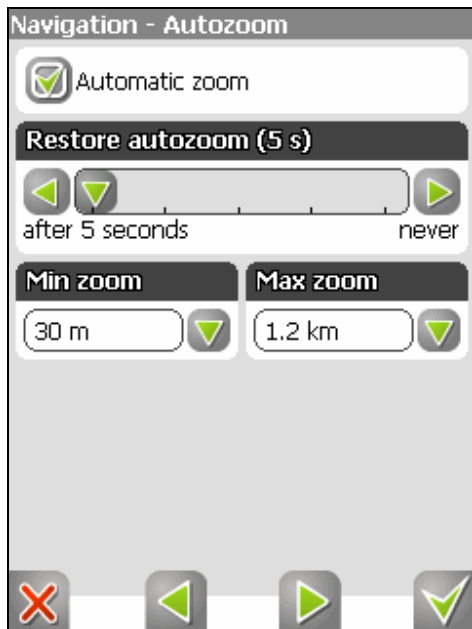 Navigation - Autozoom
Automatic zoom
Restore autozoom (5 s)
after 5 seconds never
Min zoom Max zoom
30 m 1.2 km